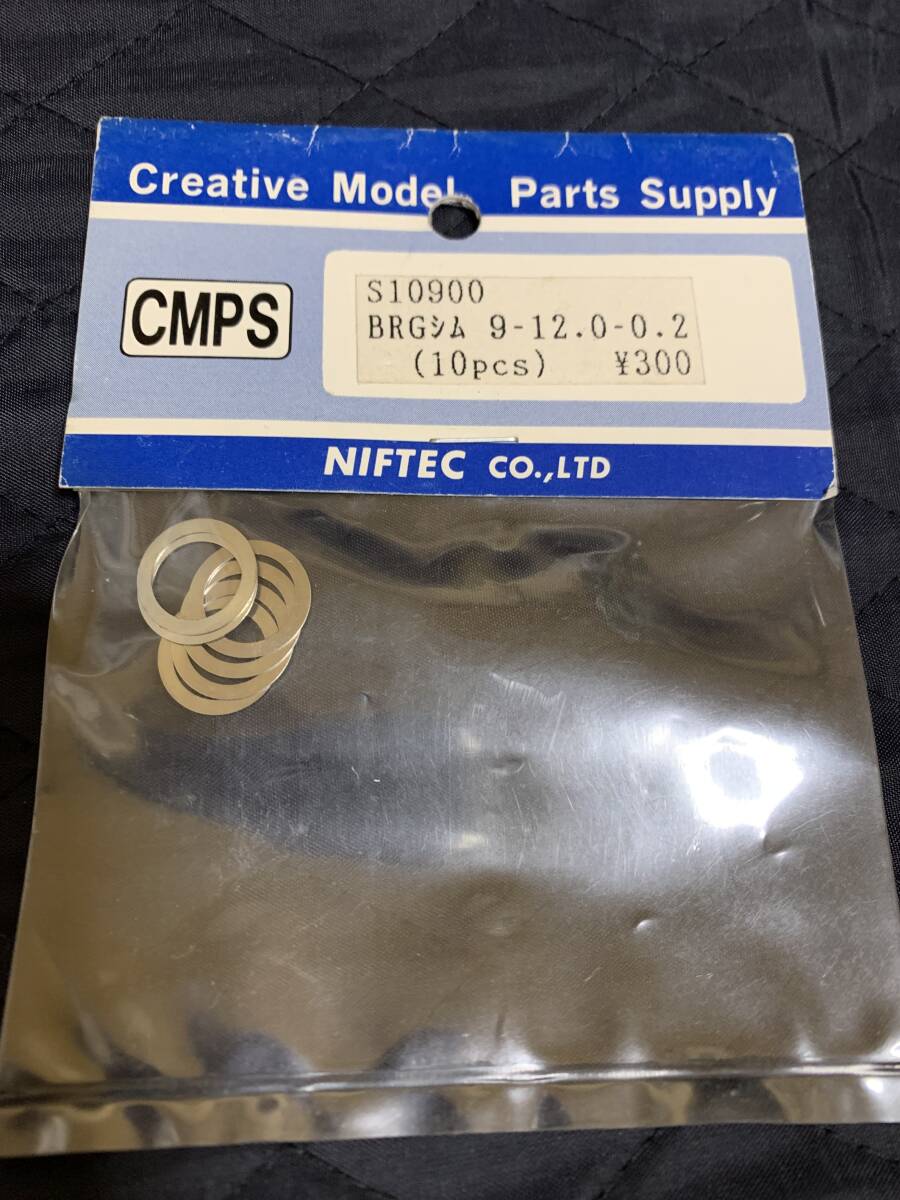 Creative Model Parts Supply
CMPS
S10900
BRGシム 9-12.0-0.2
(10pcs) ¥300
NIFTEC CO.,LTD